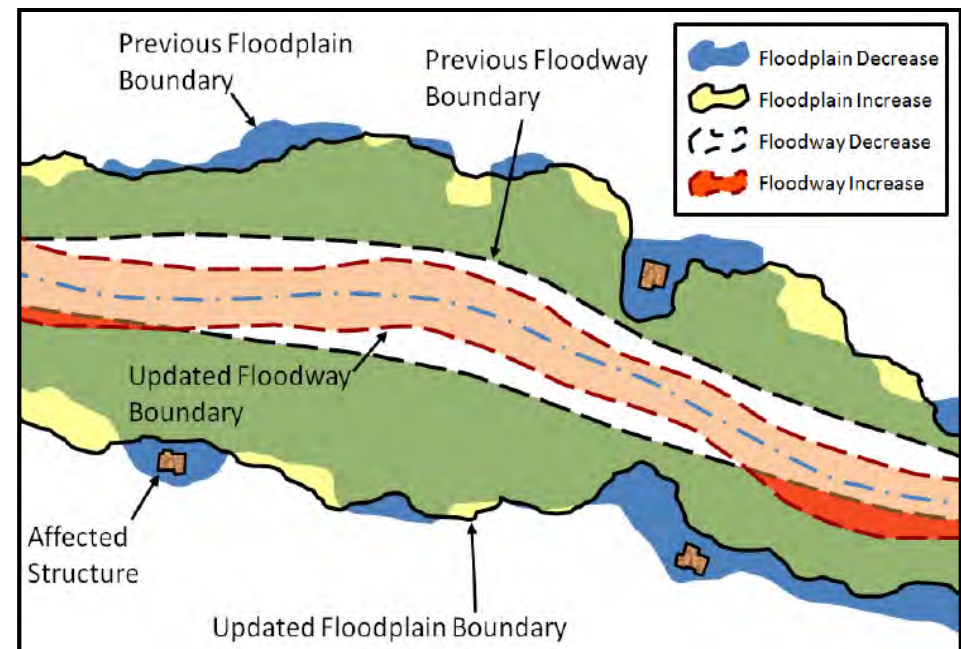 Previous Floodplain
Boundary
Previous Floodway
Boundary
Floodplain Decrease
Floodplain Increase
Floodway Decrease
Floodway Increase
Updated Floodway
Boundary
Affected
Structure
Updated Floodplain Boundary